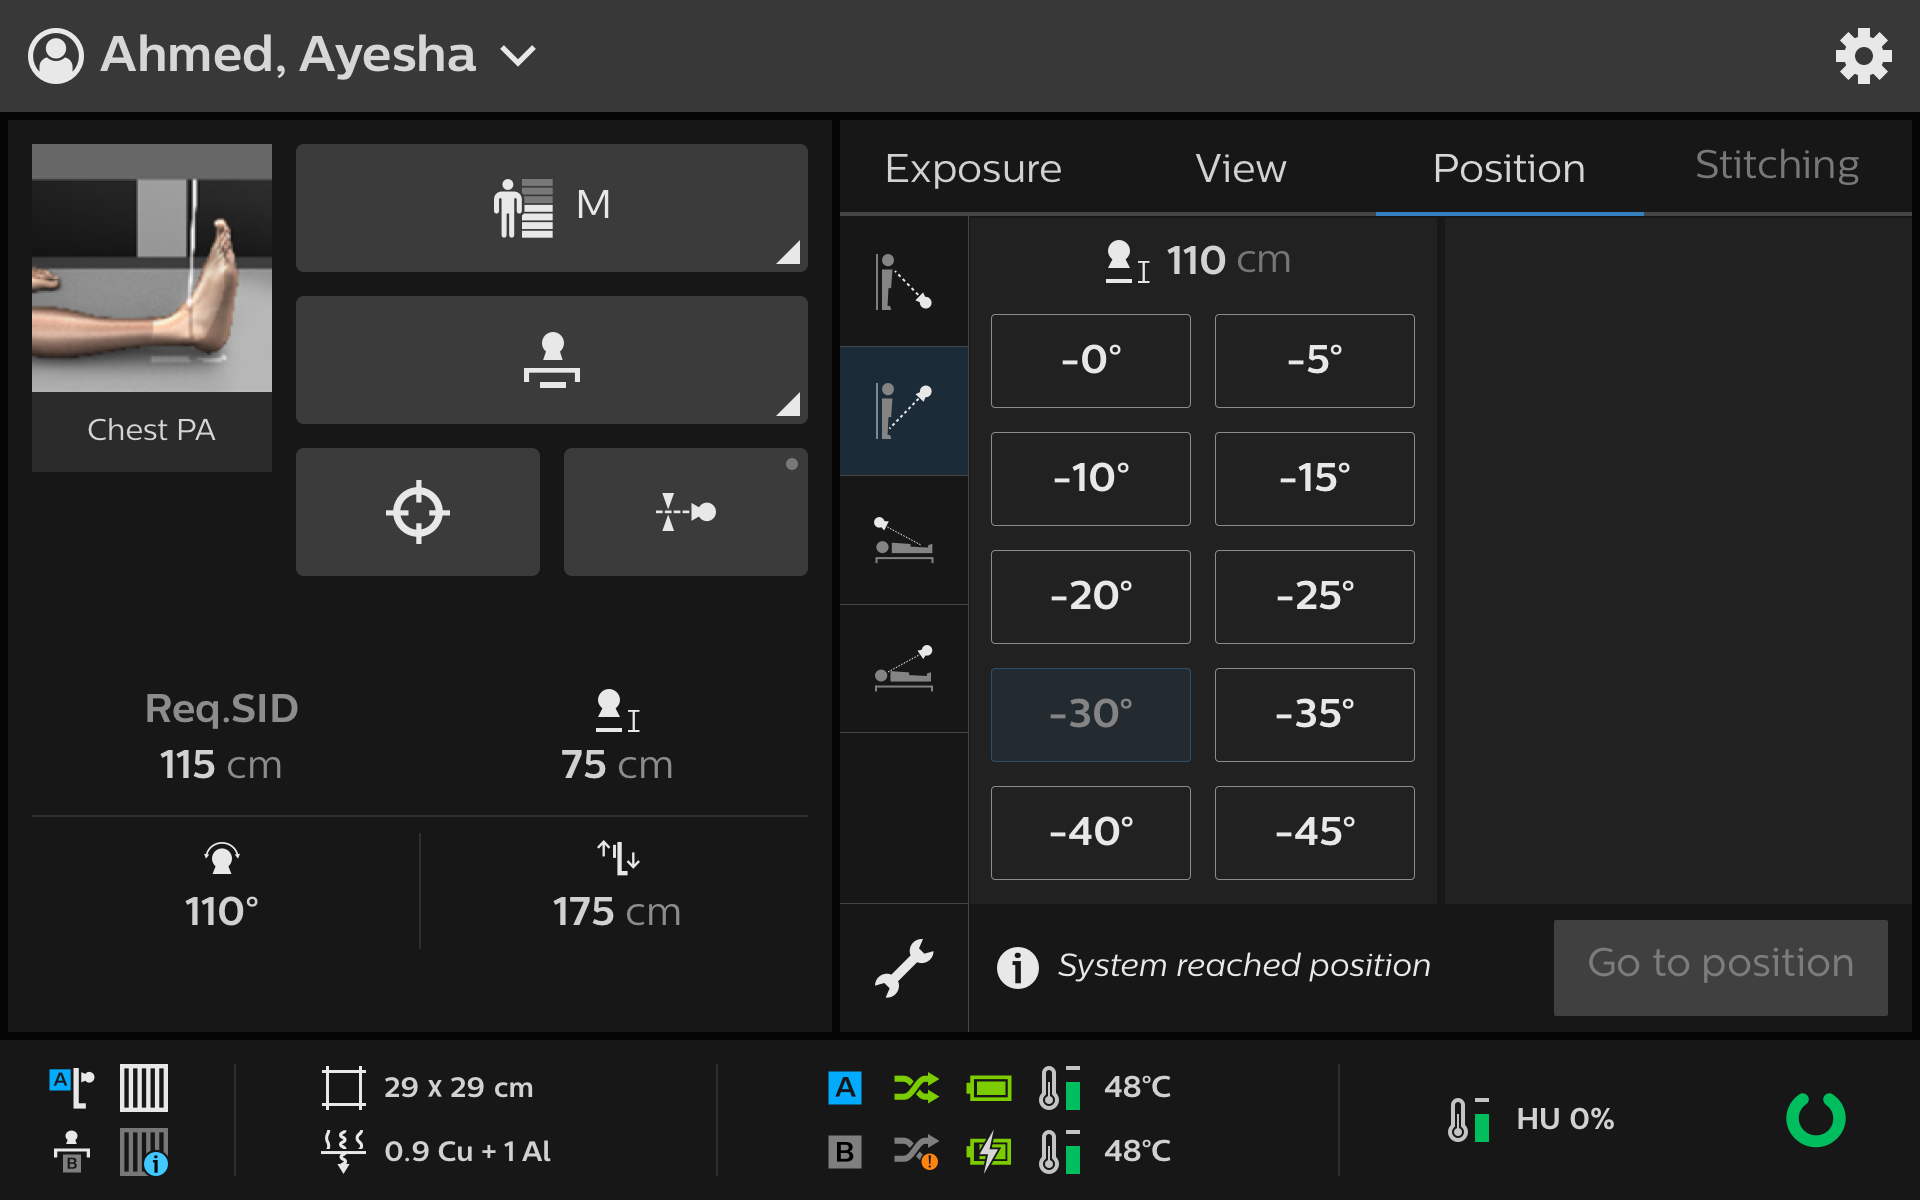 Ahmed, Ayesha
Chest PA
M
Req.SID
115 cm
75 cm
110°
175 cm
Exposure View Position Stitching
110 cm
-0° -5°
-10° -15°
-20° -25°
-30° -35°
-40° -45°
System reached position
Go to position
A
B
29 x 29 cm
0.9 Cu + 1 Al
A 48°C
B 48°C
HU 0%